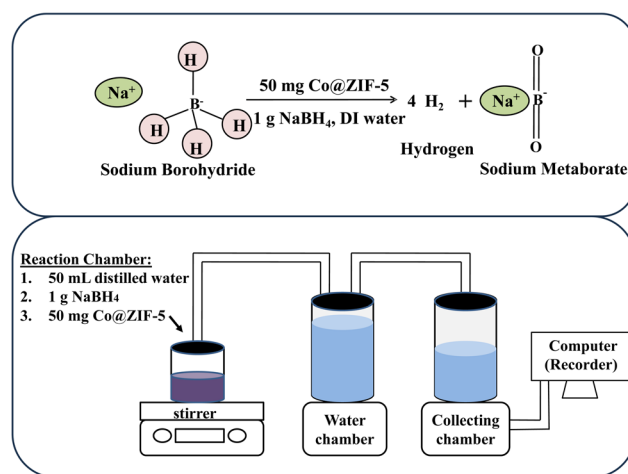 H
Na⁺
B⁻
H
H
H
Sodium Borohydride
50 mg Co@ZIF-5
1 g NaBH₄, DI water
4 H₂ +
Hydrogen
O
Na⁺
B⁻
O
Sodium Metaborate
Reaction Chamber:
1. 50 mL distilled water
2. 1 g NaBH₄
3. 50 mg Co@ZIF-5
stirrer
Water
chamber
Collecting
chamber
Computer
(Recorder)